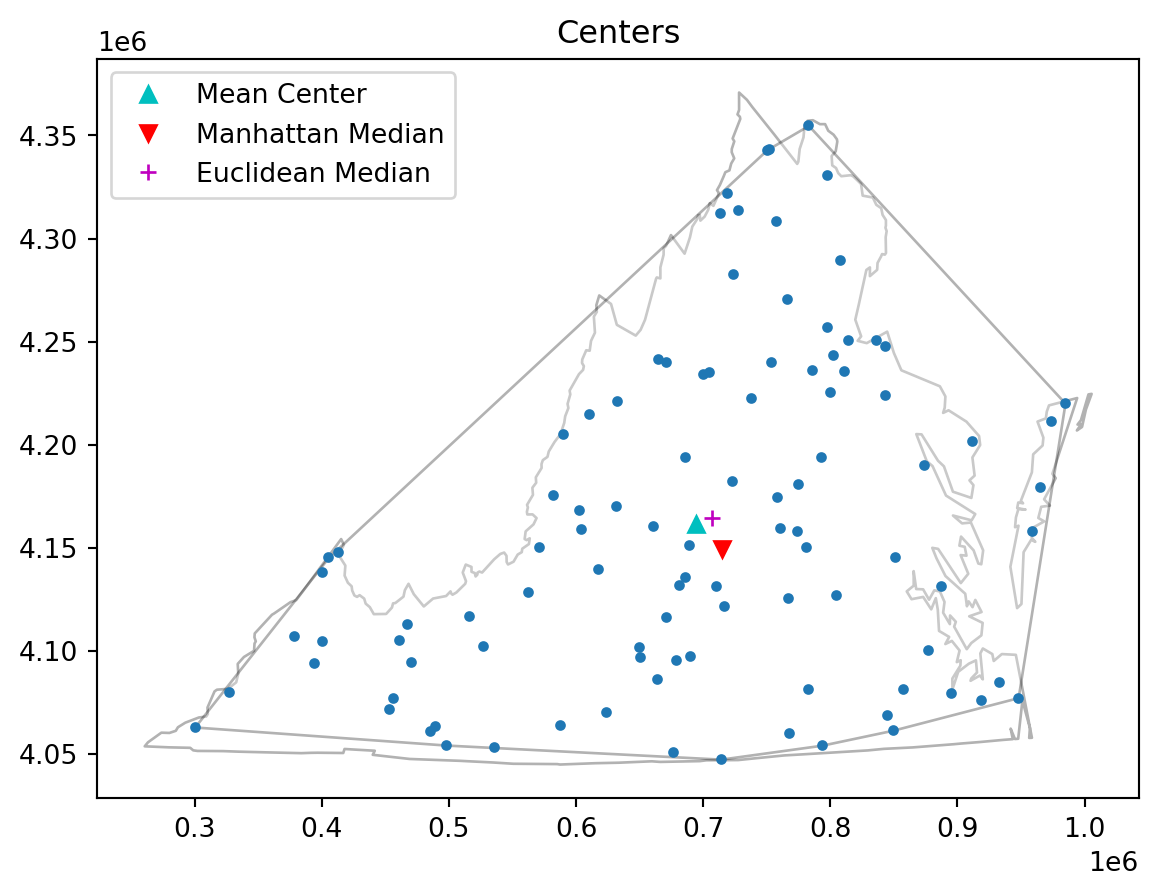 Centers
1e6
Mean Center
Manhattan Median
Euclidean Median
4.35
4.30
4.25
4.20
4.15
4.10
4.05
0.3 0.4 0.5 0.6 0.7 0.8 0.9 1.0
1e6